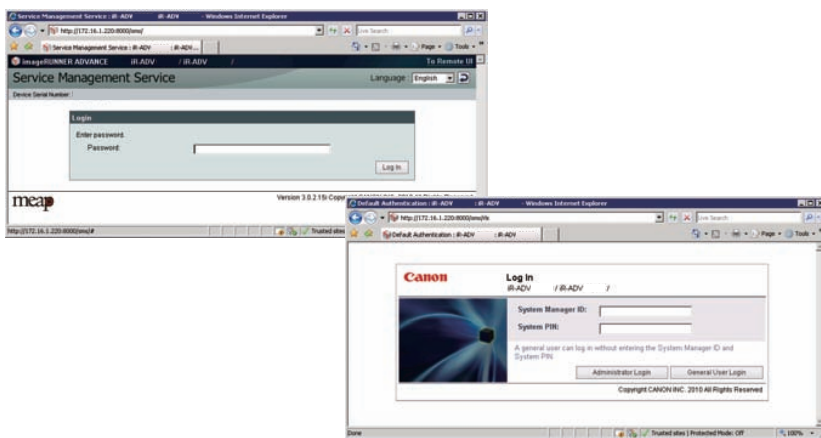 Service Management Service : iR-ADV iR-ADV - Windows Internet Explorer
http://172.16.1.220:8000/sms/
Live Search
Service Management Service : iR-ADV : iR-ADV...
Page Tools
imageRUNNER ADVANCE iR-ADV / iR-ADV /
To Remote UI
Service Management Service
Language English
Device Serial Number:
Login
Enter password.
Password:
Log In
meap
Version 3.0.2.15r
http://172.16.1.220:8000/sms/#
Trusted sites
Default Authentication : iR-ADV : iR-ADV - Windows Internet Explorer
http://172.16.1.220:8000/sms/rls
Live Search
Default Authentication : iR-ADV : iR-ADV
Page Tools
Canon
Log In
iR-ADV / iR-ADV /
System Manager ID:
System PIN:
A general user can log in without entering the System Manager ID and
System PIN.
Administrator Login
General User Login
Copyright CANON INC. 2010 All Rights Reserved
Done
Trusted sites | Protected Mode: Off
100%